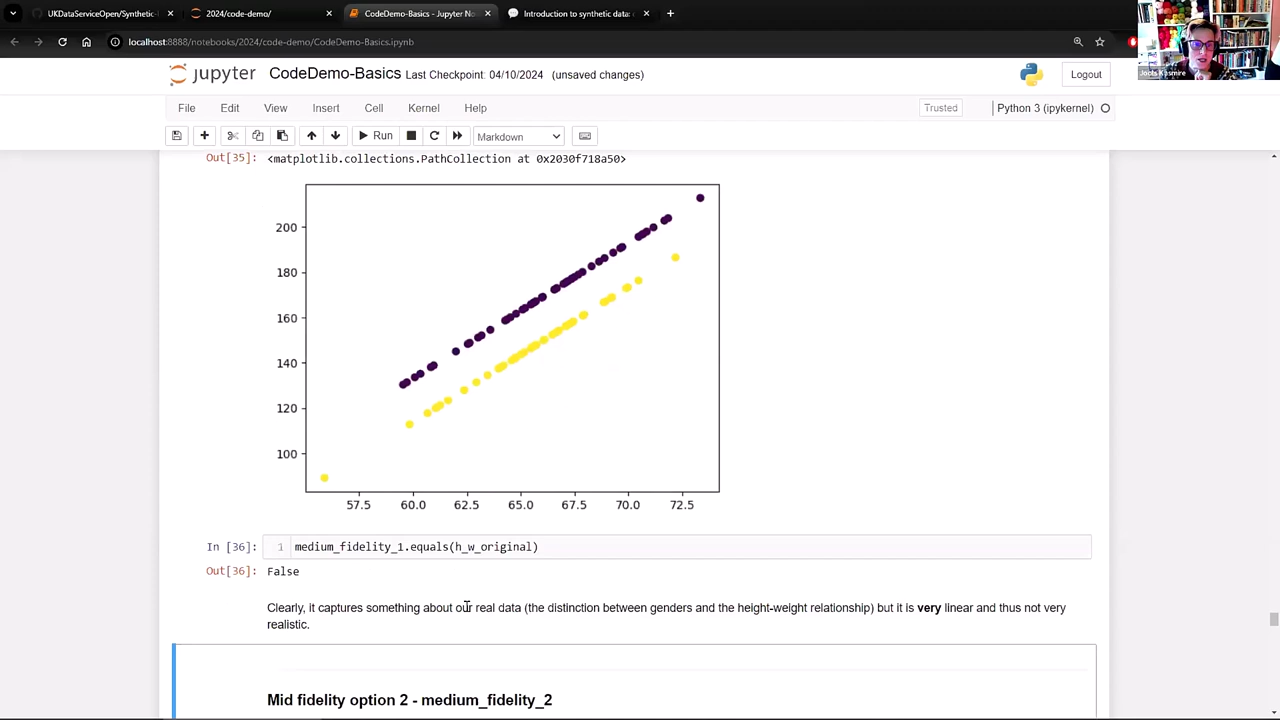 UKDataServiceOpen/Synthetic-
2024/code-demo/
CodeDemo-Basics - Jupyter No
Introduction to synthetic data:
localhost:8888/notebooks/2024/code-demo/CodeDemo-Basics.ipynb
Joots Kasmire
jupyter CodeDemo-Basics Last Checkpoint: 04/10/2024 (unsaved changes)
Logout
File Edit View Insert Cell Kernel Help
Trusted
Python 3 (ipykernel)
Run
Markdown
Out[35]: <matplotlib.collections.PathCollection at 0x2030f718a50>
200
180
160
140
120
100
57.5 60.0 62.5 65.0 67.5 70.0 72.5
In [36]: 1 medium_fidelity_1.equals(h_w_original)
Out[36]: False
Clearly, it captures something about our real data (the distinction between genders and the height-weight relationship) but it is very linear and thus not very
realistic.
Mid fidelity option 2 - medium_fidelity_2